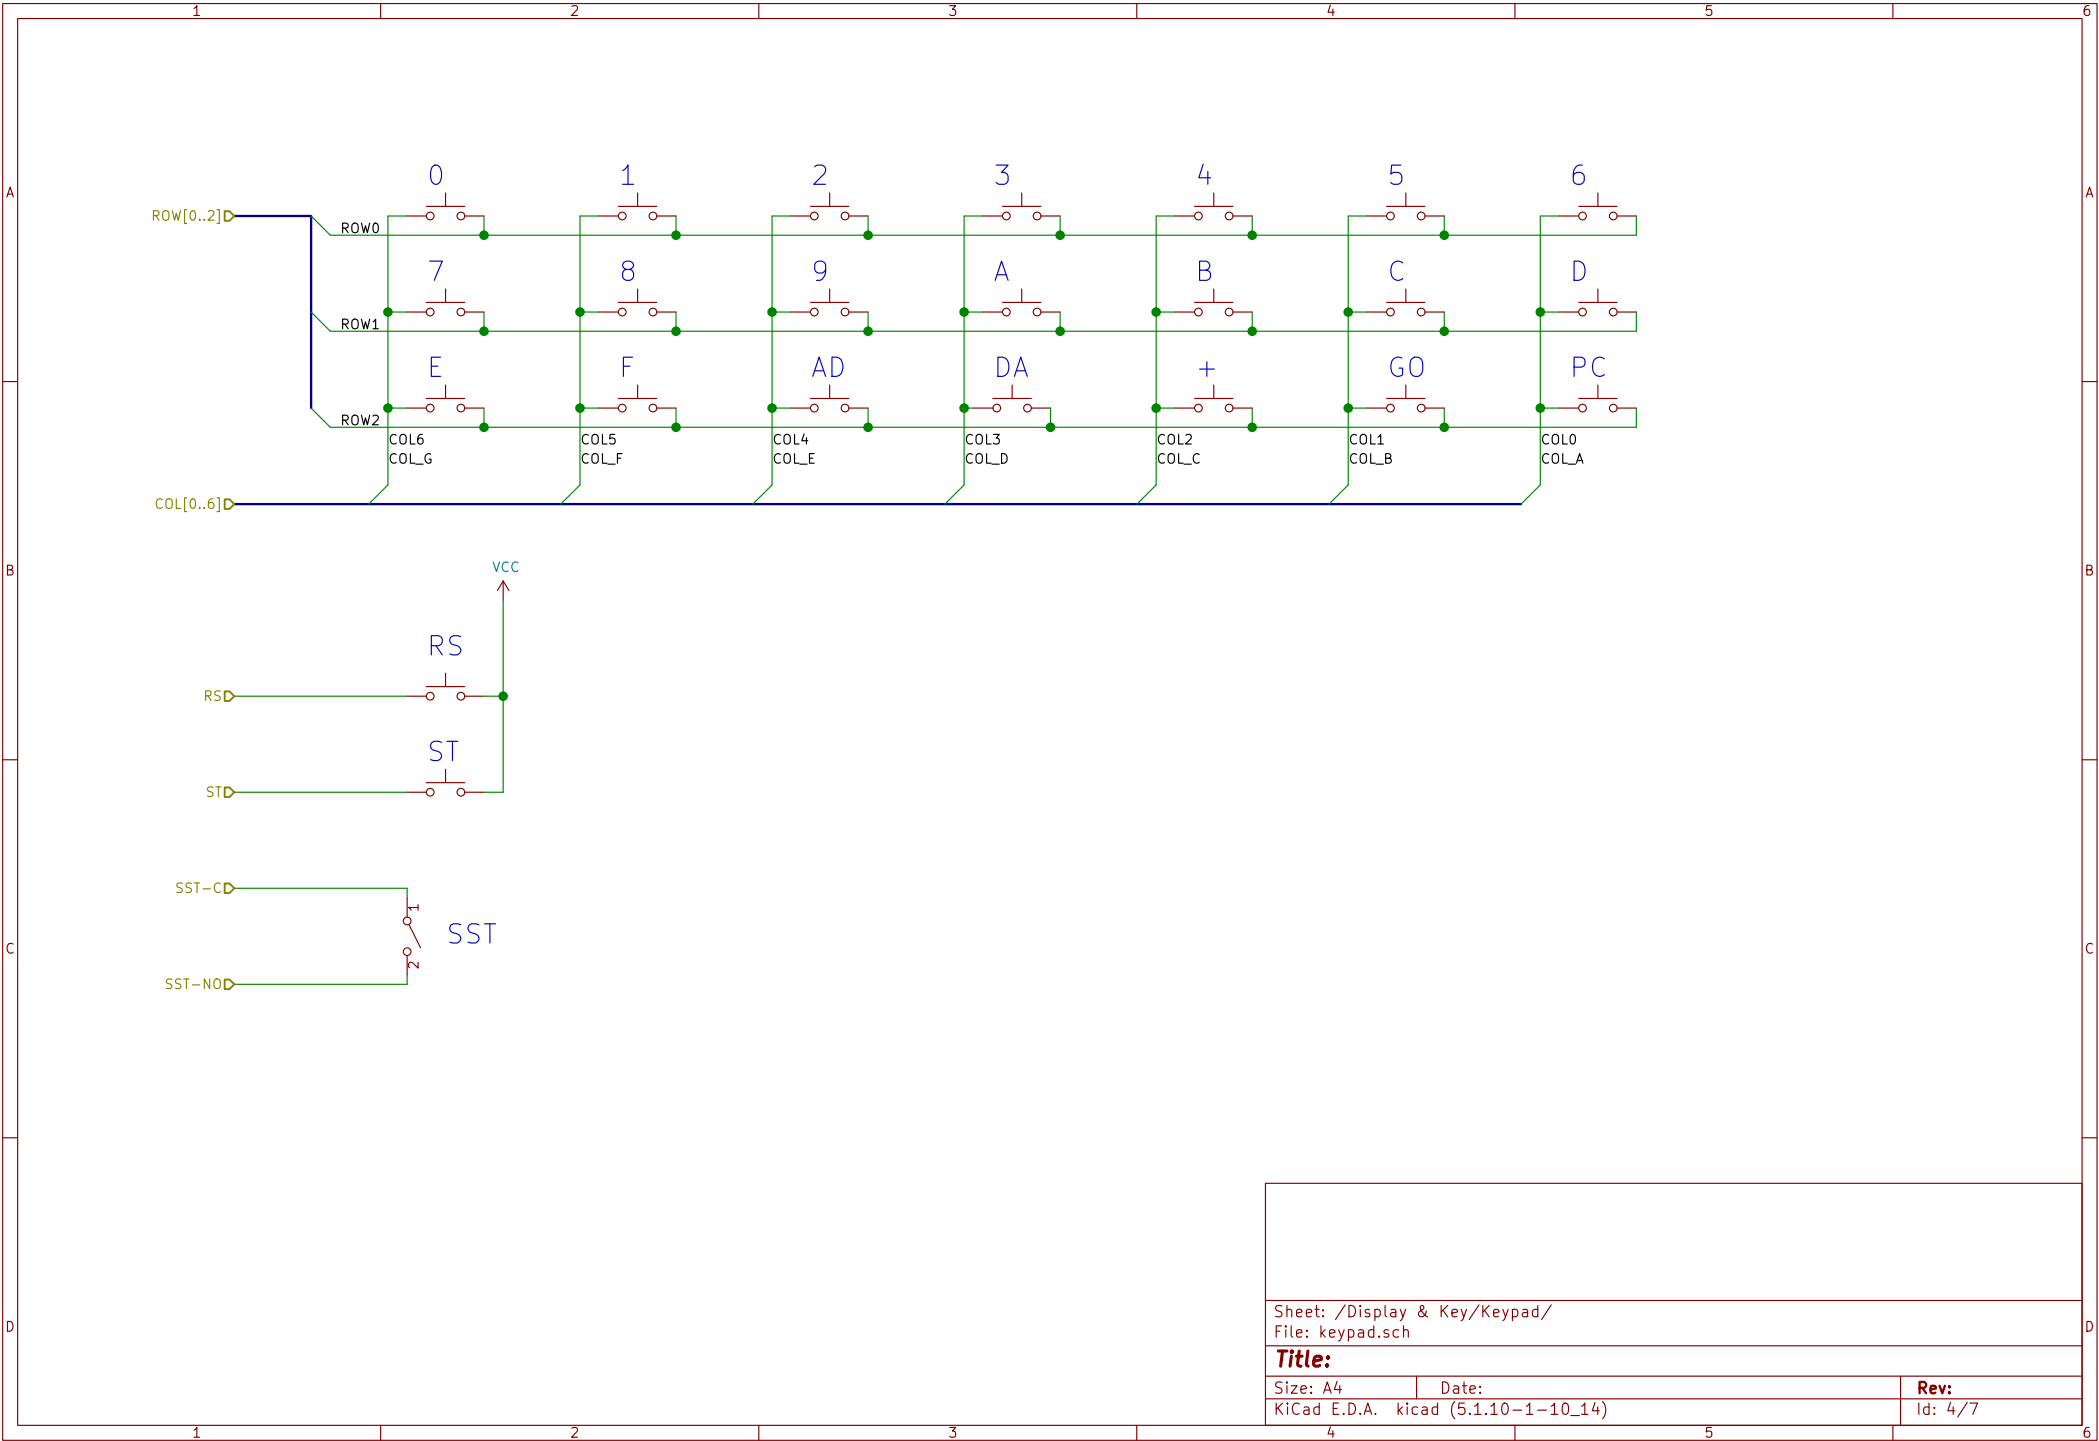 1 2 3 4 5 6
0 1 2 3 4 5 6
A A
ROW[0..2]
ROW0
7 8 9 A B C D
ROW1
E F AD DA + GO PC
ROW2
COL6 COL5 COL4 COL3 COL2 COL1 COL0
COL_G COL_F COL_E COL_D COL_C COL_B COL_A
COL[0..6]
VCC
B B
RS
RS
ST
ST
SST-C
1
SST
C C
2
SST-NO
Sheet: /Display & Key/Keypad/
D D
File: keypad.sch
Title:
Size: A4 Date: Rev:
KiCad E.D.A. kicad (5.1.10-1-10_14) Id: 4/7
1 2 3 4 5 6